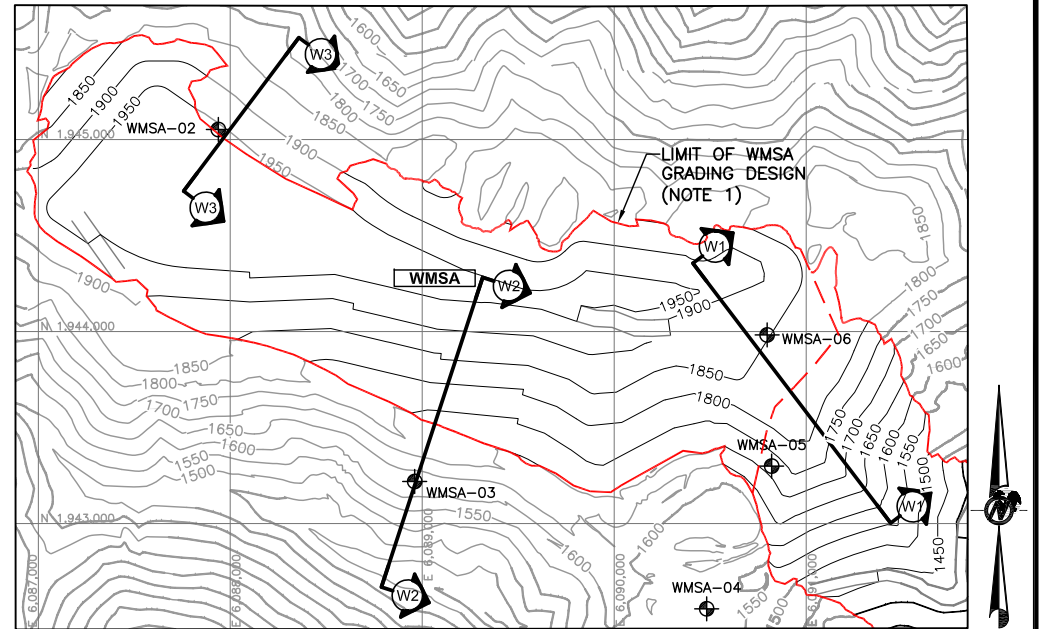 1600
W3
1650
1700
1750
1800
1850
1850
1900
1900
1950
1950
WMSA-02
N 1,945,000
LIMIT OF WMSA
GRADING DESIGN
(NOTE 1)
1850
W3
W1
WMSA
W2
1900
1800
1950
1900
1750
1700
1650
1600
N 1,944,000
WMSA-06
1850
1850
1800
1800
1700
1750
1750
1700
1650
1600
1550
1500
1650
1600
1550
1500
WMSA-05
WMSA-03
1550
1600
1600
W1
N 1,943,000
1450
E 6,087,000
E 6,088,000
E 6,089,000
E 6,090,000
E 6,091,000
W2
WMSA-04
1550
1500
N